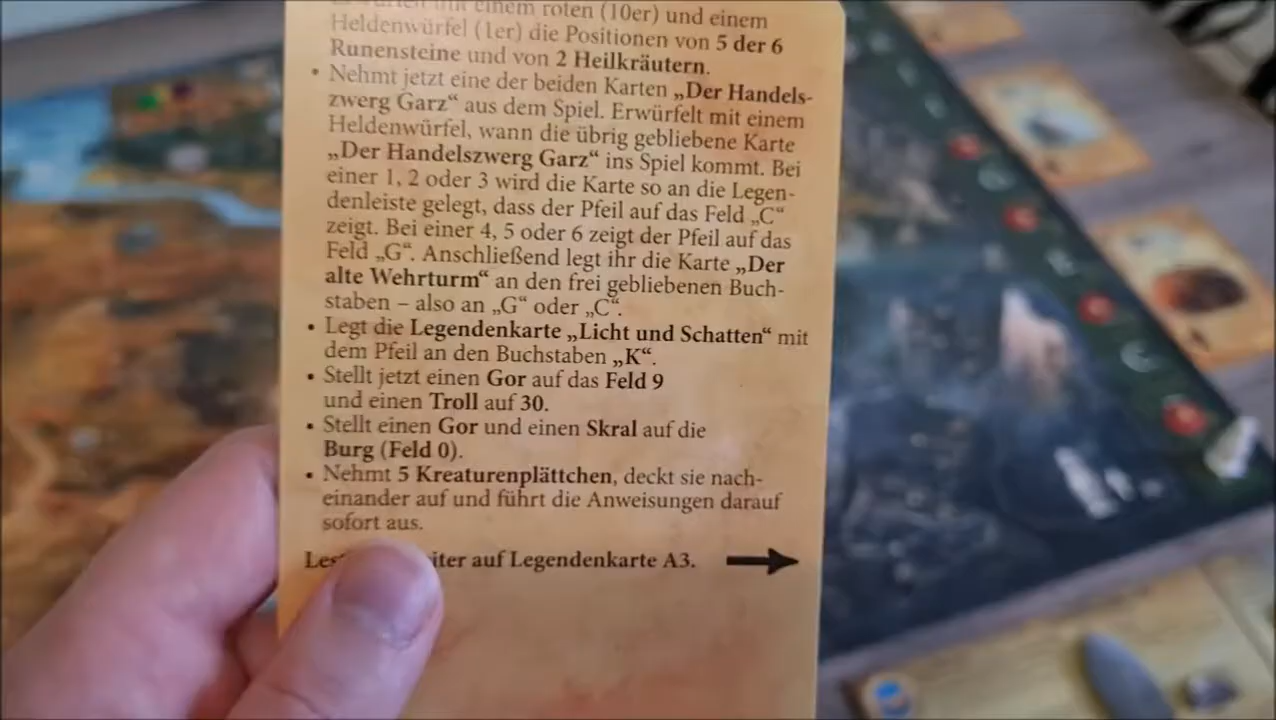 einem roten (10er) und einem
Heldenwürfel (1er) die Positionen von 5 der 6
Runensteine und von 2 Heilkräutern.
• Nehmt jetzt eine der beiden Karten „Der Handels-
zwerg Garz“ aus dem Spiel. Erwürfelt mit einem
Heldenwürfel, wann die übrig gebliebene Karte
„Der Handelszwerg Garz“ ins Spiel kommt. Bei
einer 1, 2 oder 3 wird die Karte so an die Legen-
denleiste gelegt, dass der Pfeil auf das Feld „C“
zeigt. Bei einer 4, 5 oder 6 zeigt der Pfeil auf das
Feld „G“. Anschließend legt ihr die Karte „Der
alte Wehrturm“ an den frei gebliebenen Buch-
staben – also an „G“ oder „C“.
• Legt die Legendenkarte „Licht und Schatten“ mit
dem Pfeil an den Buchstaben „K“.
• Stellt jetzt einen Gor auf das Feld 9
und einen Troll auf 30.
• Stellt einen Gor und einen Skral auf die
Burg (Feld 0).
• Nehmt 5 Kreaturenplättchen, deckt sie nach-
einander auf und führt die Anweisungen darauf
sofort aus.
auf Legendenkarte A3.